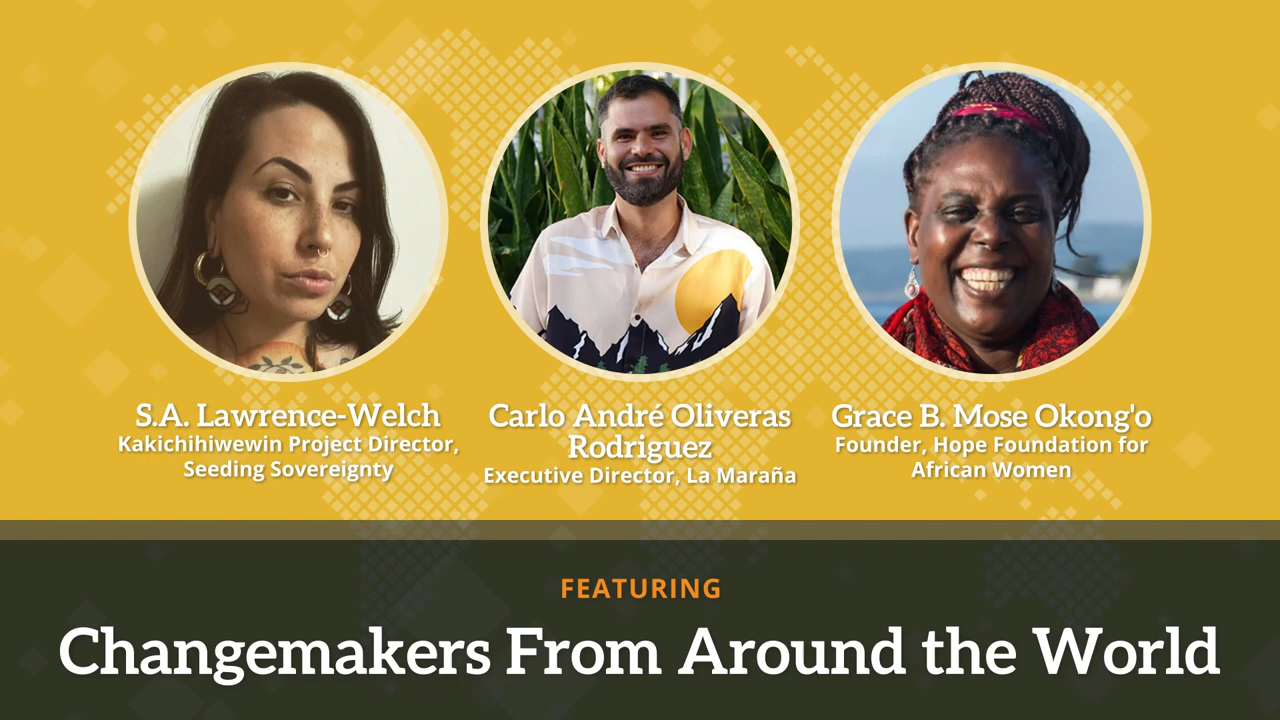 S.A. Lawrence-Welch
Kakichihiwewin Project Director,
Seeding Sovereignty
Carlo André Oliveras
Rodriguez
Executive Director, La Maraña
Grace B. Mose Okong'o
Founder, Hope Foundation for
African Women
FEATURING
Changemakers From Around the World